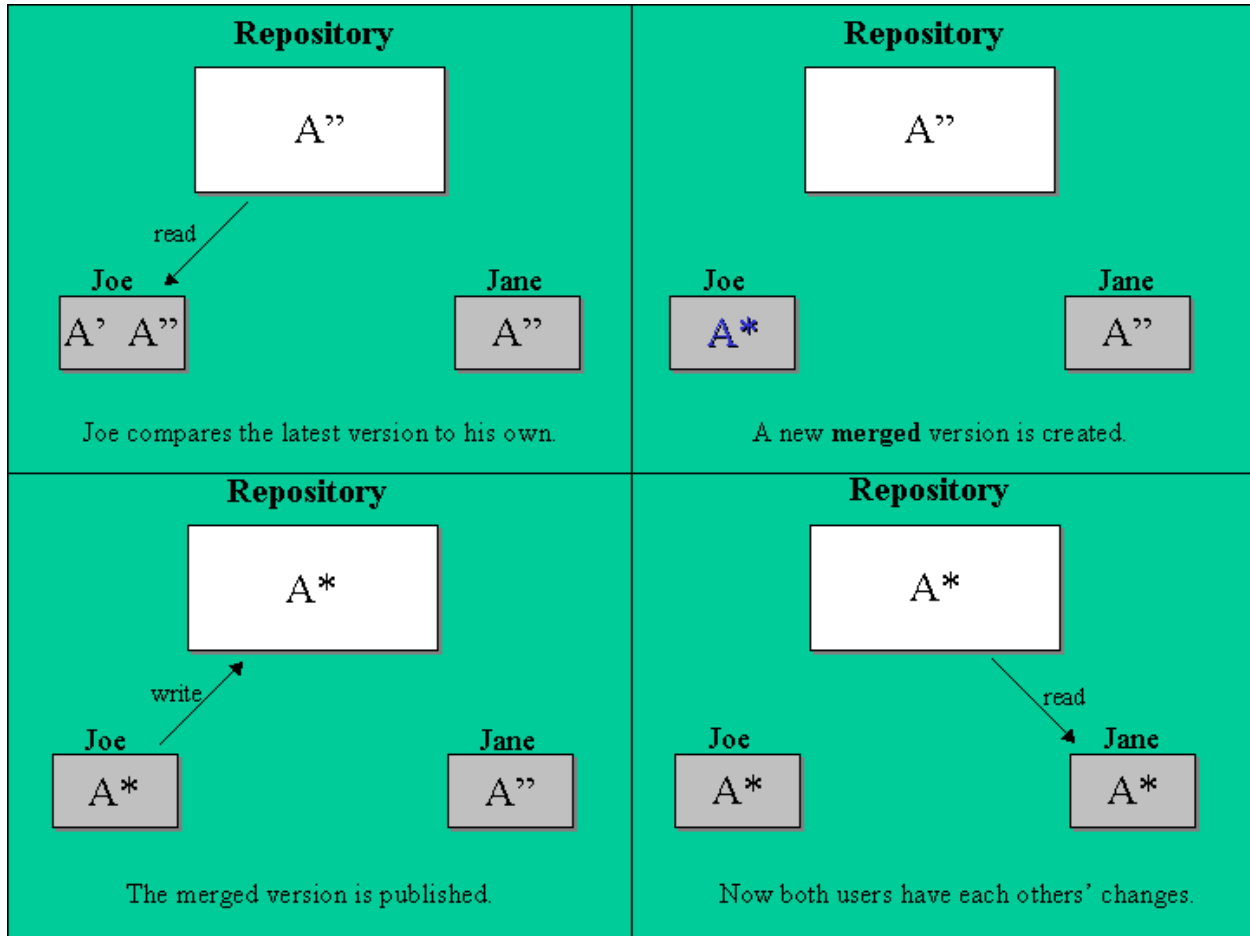 Repository
A”
read
Joe
Jane
A’ A”
A”
Joe compares the latest version to his own.
Repository
A”
Joe
Jane
A*
A”
A new merged version is created.
Repository
A*
write
Joe
Jane
A*
A”
The merged version is published.
Repository
A*
read
Joe
Jane
A*
A*
Now both users have each others’ changes.